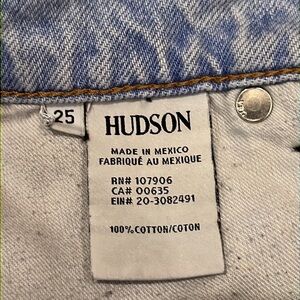 25
HUDSON
MADE IN MEXICO
FABRIQUÉ AU MEXIQUE
RN# 107906
CA# 00635
EIN# 20-3082491
100% COTTON/COTON